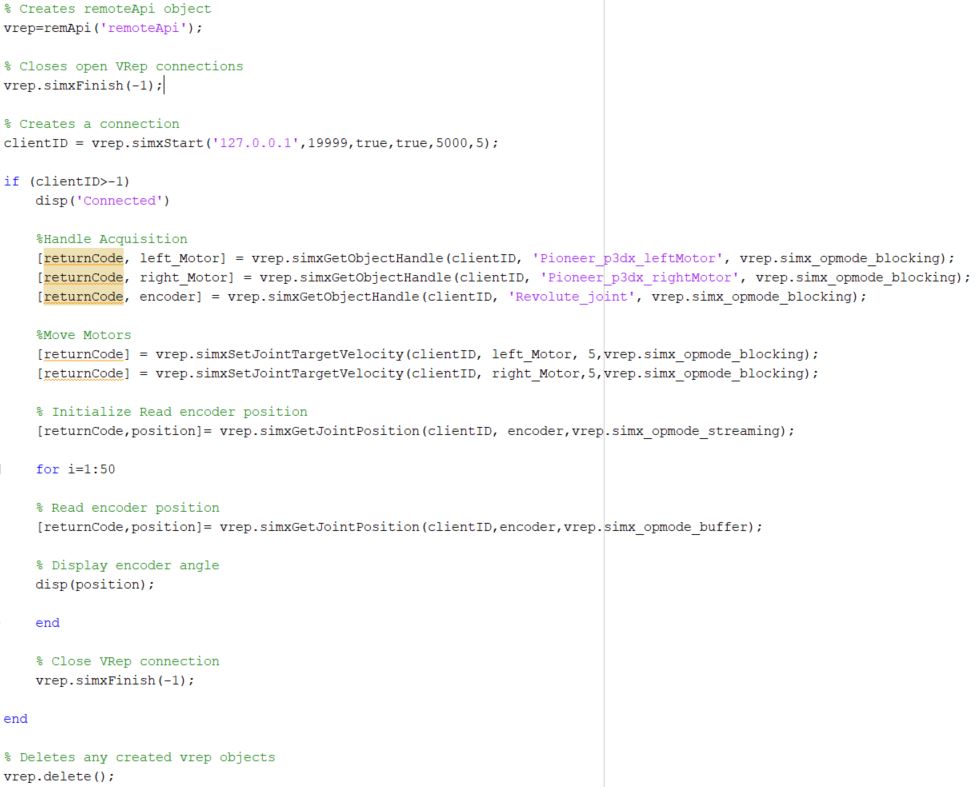 % Creates remoteApi object
vrep=remApi('remoteApi');
% Closes open VRep connections
vrep.simxFinish(-1);
% Creates a connection
clientID = vrep.simxStart('127.0.0.1',19999,true,true,5000,5);
if (clientID>-1)
disp('Connected')
%Handle Acquisition
[returnCode, left_Motor] = vrep.simxGetObjectHandle(clientID, 'Pioneer_p3dx_leftMotor', vrep.simx_opmode_blocking);
[returnCode, right_Motor] = vrep.simxGetObjectHandle(clientID, 'Pioneer_p3dx_rightMotor', vrep.simx_opmode_blocking);
[returnCode, encoder] = vrep.simxGetObjectHandle(clientID, 'Revolute_joint', vrep.simx_opmode_blocking);
%Move Motors
[returnCode] = vrep.simxSetJointTargetVelocity(clientID, left_Motor, 5,vrep.simx_opmode_blocking);
[returnCode] = vrep.simxSetJointTargetVelocity(clientID, right_Motor,5,vrep.simx_opmode_blocking);
% Initialize Read encoder position
[returnCode,position]= vrep.simxGetJointPosition(clientID, encoder,vrep.simx_opmode_streaming);
for i=1:50
% Read encoder position
[returnCode,position]= vrep.simxGetJointPosition(clientID,encoder,vrep.simx_opmode_buffer);
% Display encoder angle
disp(position);
end
% Close VRep connection
vrep.simxFinish(-1);
end
% Deletes any created vrep objects
vrep.delete();